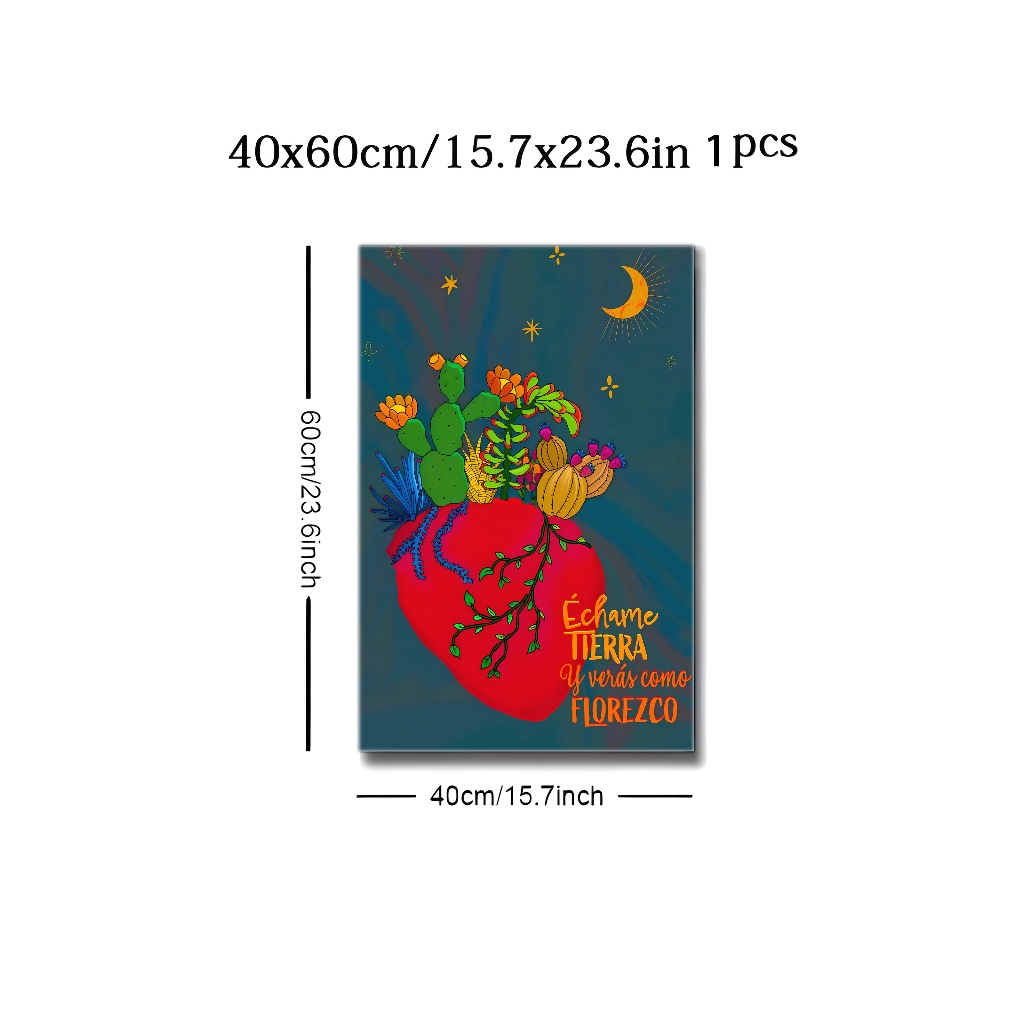 40x60cm/15.7x23.6in 1pcs
60cm/23.6inch
Échame
TIERRA
Y verás como
FLOREZCO
40cm/15.7inch